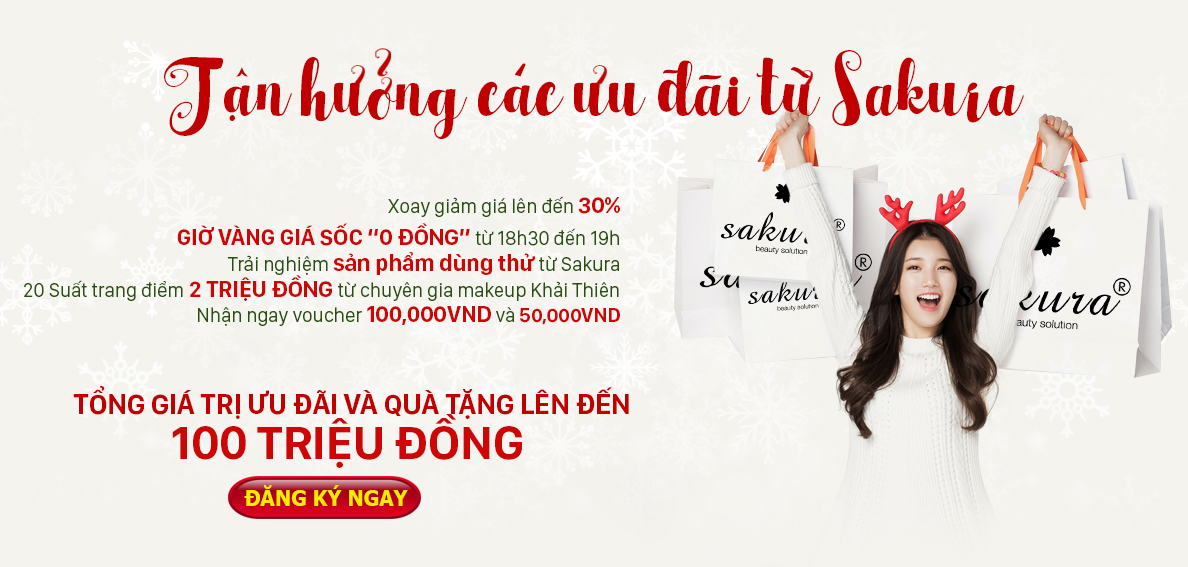 Tận hưởng các ưu đãi từ Sakura
Xoay giảm giá lên đến 30%
GIỜ VÀNG GIÁ SỐC "0 ĐỒNG" từ 18h30 đến 19h
Trải nghiệm sản phẩm dùng thử từ Sakura
20 Suất trang điểm 2 TRIỆU ĐỒNG từ chuyên gia makeup Khải Thiên
Nhận ngay voucher 100,000VND và 50,000VND
TỔNG GIÁ TRỊ ƯU ĐÃI VÀ QUÀ TẶNG LÊN ĐẾN
100 TRIỆU ĐỒNG
ĐĂNG KÝ NGAY
sakura®
beauty solution
sakura
beauty solution
®
sakura®
beauty solution